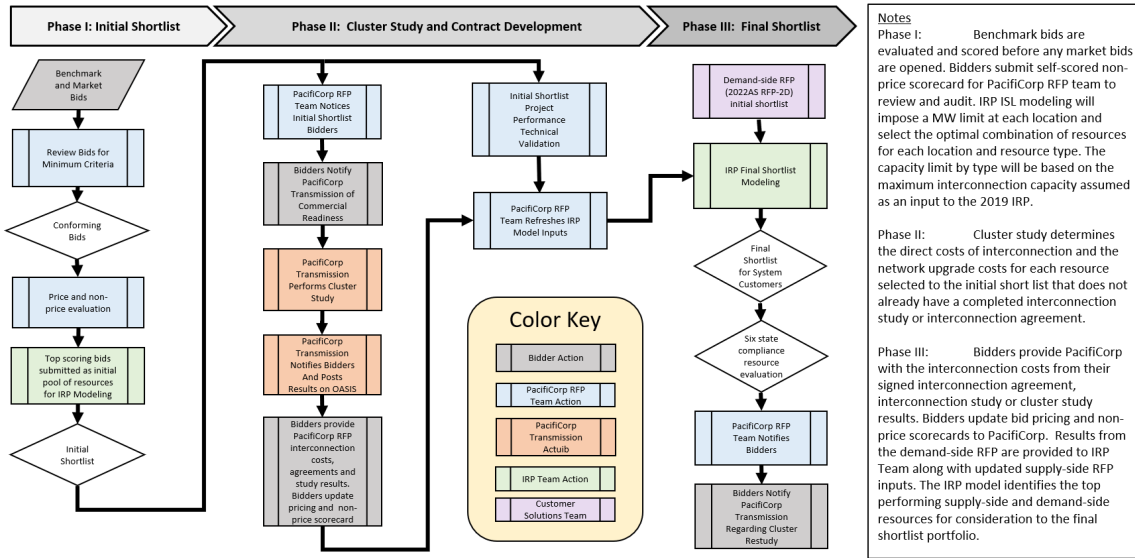 Phase I: Initial Shortlist
Phase II: Cluster Study and Contract Development
Phase III: Final Shortlist
Benchmark
and Market
Bids
Review Bids for
Minimum Criteria
Conforming
Bids
Price and non-
price evaluation
Top scoring bids
submitted as initial
pool of resources
for IRP Modeling
Initial
Shortlist
PacifiCorp RFP
Team Notices
Initial Shortlist
Bidders
Bidders Notify
PacifiCorp
Transmission of
Commercial
Readiness
PacifiCorp
Transmission
Performs Cluster
Study
PacifiCorp
Transmission
Notifies Bidders
And Posts
Results on OASIS
Bidders provide
PacifiCorp RFP
interconnection
costs,
agreements and
study results.
Bidders update
pricing and non-
price scorecard
Initial Shortlist
Project
Performance
Technical
Validation
PacifiCorp RFP
Team Refreshes IRP
Model Inputs
Color Key
Bidder Action
PacifiCorp RFP
Team Action
PacifiCorp
Transmission
Actuib
IRP Team Action
Customer
Solutions Team
Demand-side RFP
(2022AS RFP-2D)
initial shortlist
IRP Final Shortlist
Modeling
Final
Shortlist
for System
Customers
Six state
compliance
resource
evaluation
PacifiCorp RFP
Team Notifies
Bidders
Bidders Notify
PacifiCorp
Transmission
Regarding Cluster
Restudy
Notes
Phase I: Benchmark bids are
evaluated and scored before any market bids
are opened. Bidders submit self-scored non-
price scorecard for PacifiCorp RFP team to
review and audit. IRP ISL modeling will
impose a MW limit at each location and
select the optimal combination of resources
for each location and resource type. The
capacity limit by type will be based on the
maximum interconnection capacity assumed
as an input to the 2019 IRP.
Phase II: Cluster study determines
the direct costs of interconnection and the
network upgrade costs for each resource
selected to the initial short list that does not
already have a completed interconnection
study or interconnection agreement.
Phase III: Bidders provide PacifiCorp
with the interconnection costs from their
signed interconnection agreement,
interconnection study or cluster study
results. Bidders update bid pricing and non-
price scorecards to PacifiCorp. Results from
the demand-side RFP are provided to IRP
Team along with updated supply-side RFP
inputs. The IRP model identifies the top
performing supply-side and demand-side
resources for consideration to the final
shortlist portfolio.